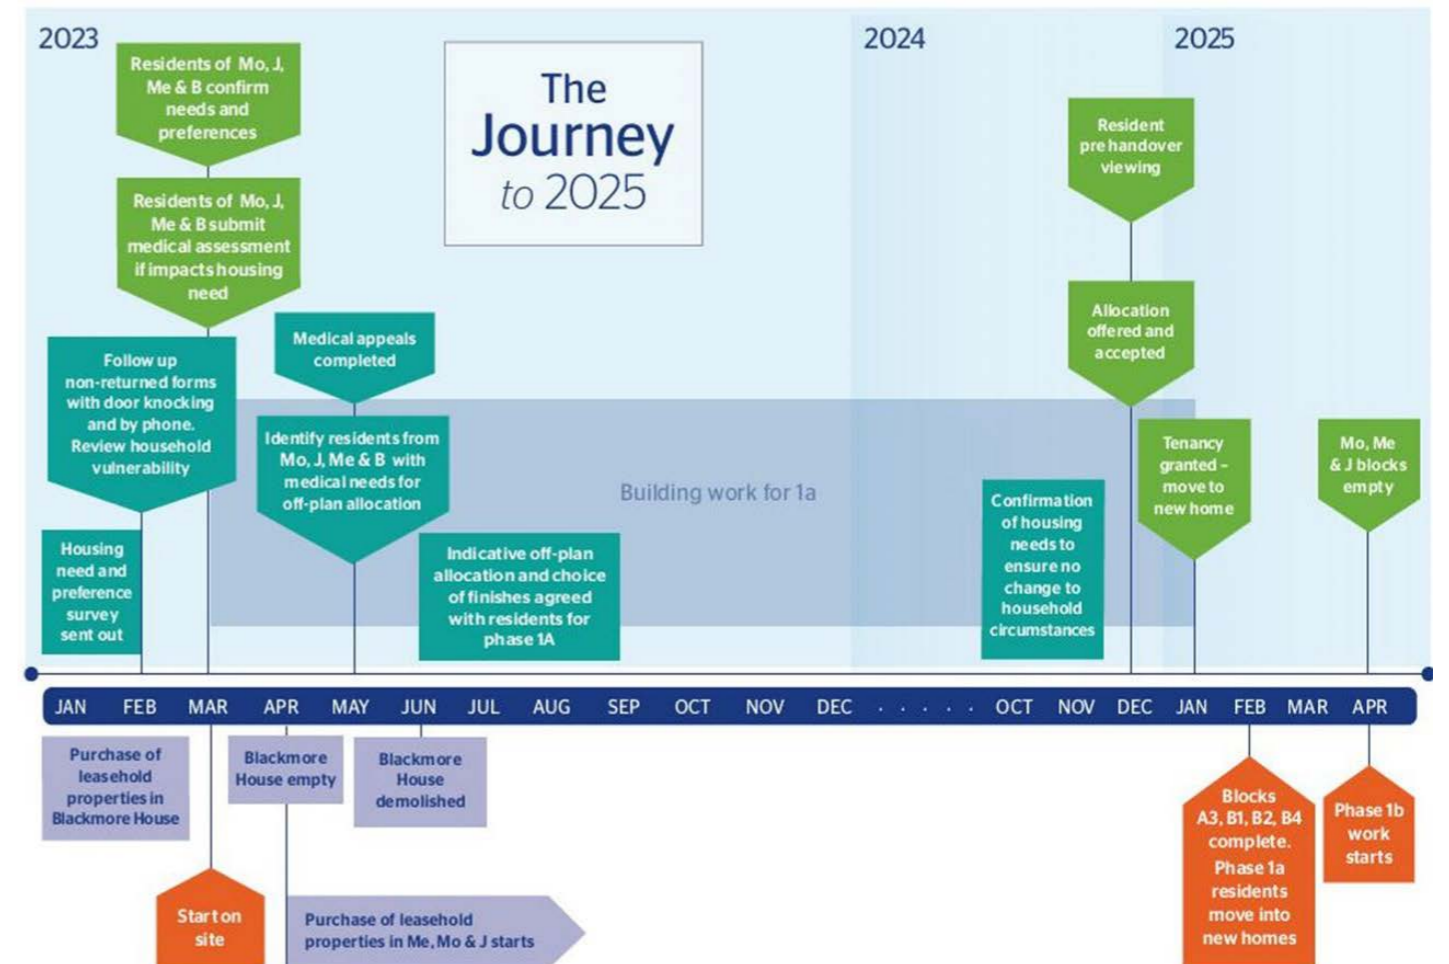 2023
2024
2025
The
Journey
to 2025
Residents of Mo, J,
Me & B confirm
needs and
preferences
Residents of Mo, J,
Me & B submit
medical assessment
if impacts housing
need
Follow up
non-returned forms
with door knocking
and by phone.
Review household
vulnerability
Housing
need and
preference
survey
sent out
Medical appeals
completed
Identify residents from
Mo, J, Me & B with
medical needs for
off-plan allocation
Indicative off-plan
allocation and choice
of finishes agreed
with residents for
phase 1A
Building work for 1a
Confirmation
of housing
needs to
ensure no
change to
household
circumstances
Resident
pre handover
viewing
Allocation
offered and
accepted
Tenancy
granted –
move to
new home
Mo, Me
& J blocks
empty
JAN FEB MAR APR MAY JUN JUL AUG SEP OCT NOV DEC . . . . . OCT NOV DEC JAN FEB MAR APR
Purchase of
leasehold
properties in
Blackmore House
Blackmore
House empty
Blackmore
House
demolished
Start on
site
Purchase of leasehold
properties in Me, Mo & J starts
Blocks
A3, B1, B2, B4
complete.
Phase 1a
residents
move into
new homes
Phase 1b
work
starts